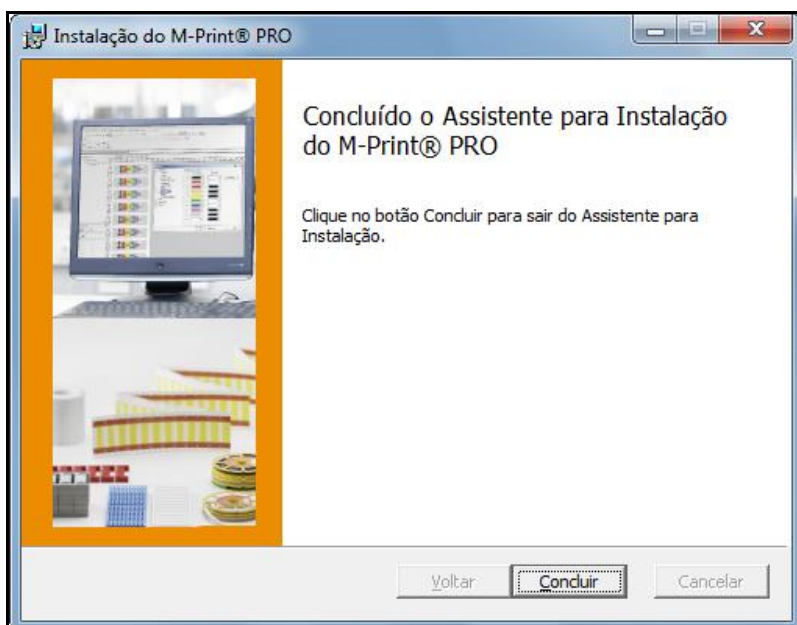 Instalação do M-Print® PRO
Concluído o Assistente para Instalação
do M-Print® PRO
Clique no botão Concluir para sair do Assistente para
Instalação.
Voltar
Concluir
Cancelar